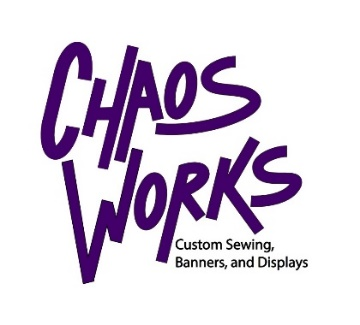 CHAOS
WORKS
Custom Sewing,
Banners, and Displays